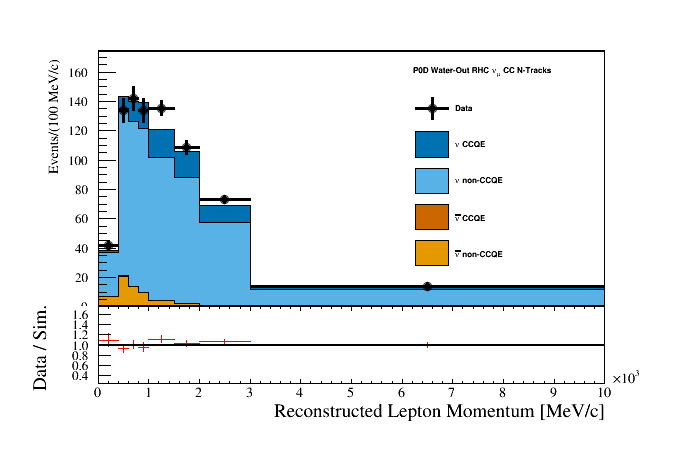 P0D Water-Out RHC νμ CC N-Tracks
Data
ν CCQE
ν non-CCQE
ν̅ CCQE
ν̅ non-CCQE
Events/(100 MeV/c)
160
140
120
100
80
60
40
20
0
Data / Sim.
1.6
1.4
1.2
1.0
0.8
0.6
0.4
0 1 2 3 4 5 6 7 8 9 10
×10³
Reconstructed Lepton Momentum [MeV/c]